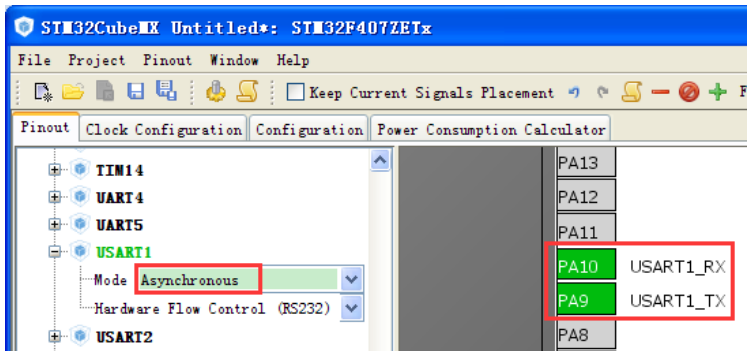 STM32CubeMX Untitled*: STM32F407ZETx
File Project Pinout Window Help
Keep Current Signals Placement F
Pinout Clock Configuration Configuration Power Consumption Calculator
TIM14
UART4
UART5
USART1
Mode Asynchronous
Hardware Flow Control (RS232)
USART2
PA13
PA12
PA11
PA10 USART1_RX
PA9 USART1_TX
PA8